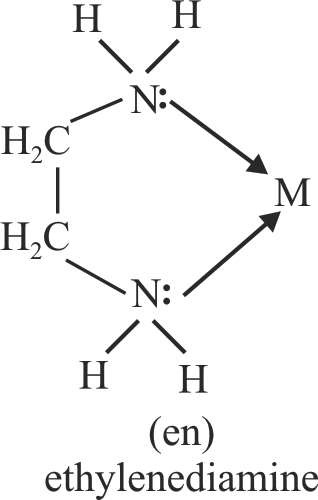 H H
N:
H₂C
M
H₂C
N:
H H
(en)
ethylenediamine